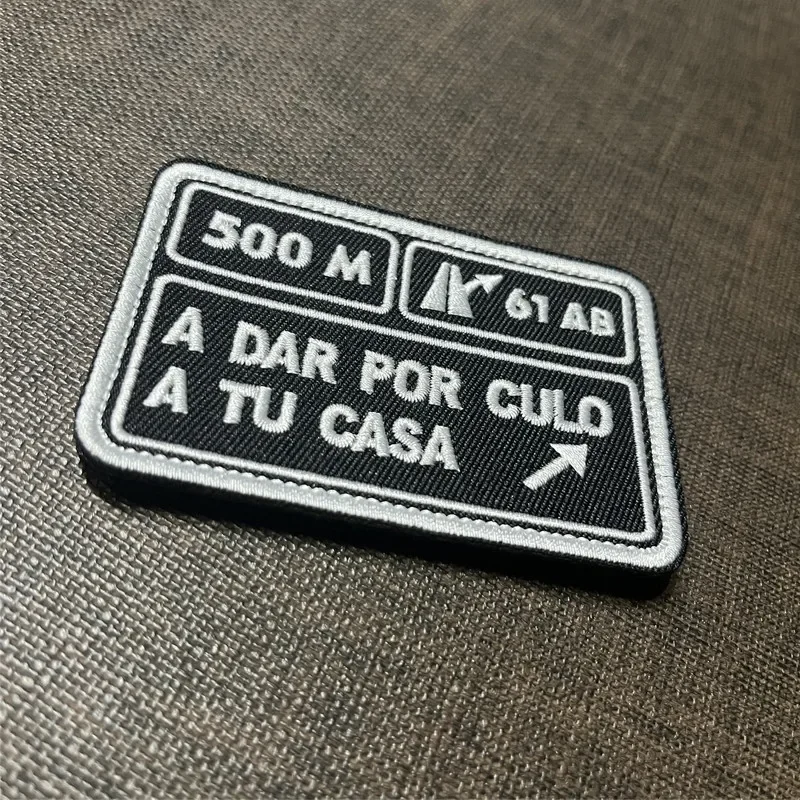 500 M
61 AB
A DAR POR CULO
A TU CASA